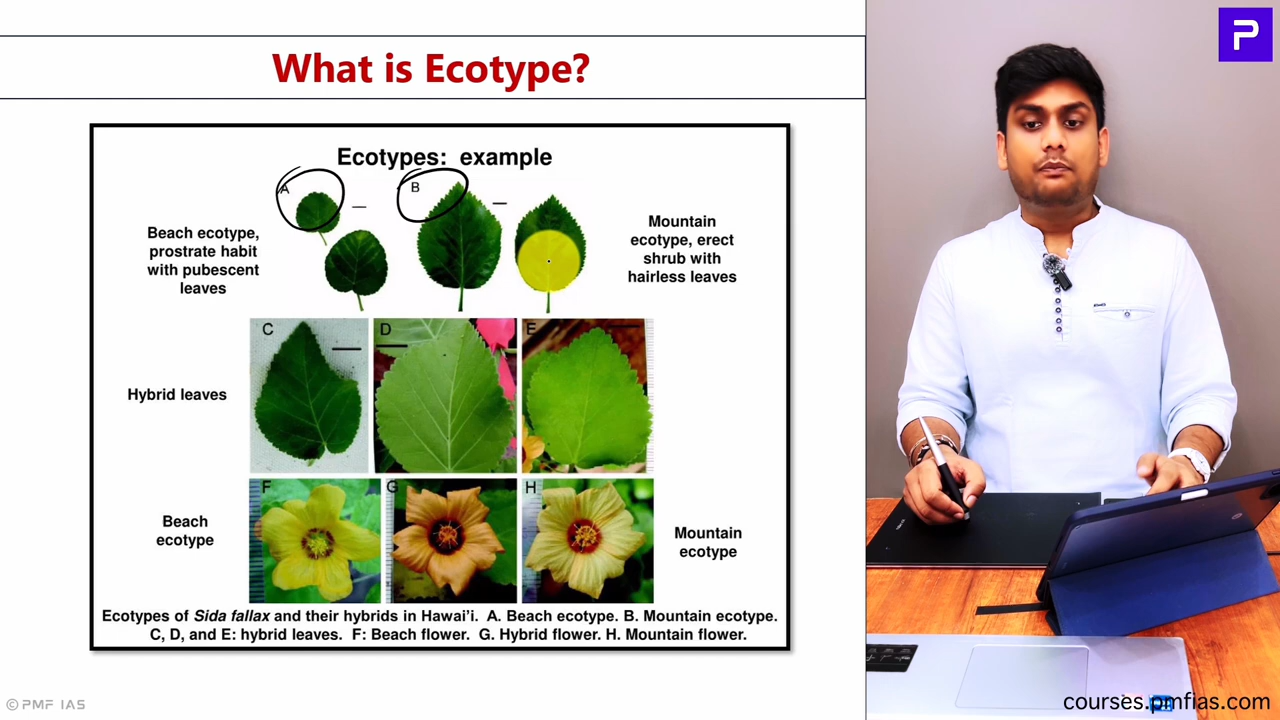 What is Ecotype?
Ecotypes: example
A
B
Beach ecotype,
prostrate habit
with pubescent
leaves
Mountain
ecotype, erect
shrub with
hairless leaves
C
D
E
Hybrid leaves
F
G
H
Beach
ecotype
Mountain
ecotype
Ecotypes of Sida fallax and their hybrids in Hawai'i. A. Beach ecotype. B. Mountain ecotype.
C, D, and E: hybrid leaves. F: Beach flower. G. Hybrid flower. H. Mountain flower.
© PMF IAS
P
courses.pmfias.com